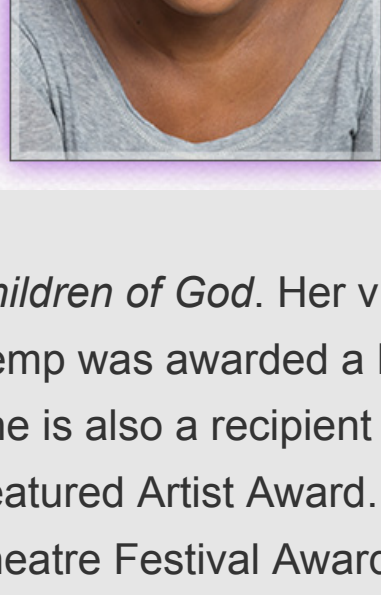 hildren of God. Her v
emp was awarded a
he is also a recipient
eatured Artist Award.
heatre Festival Award